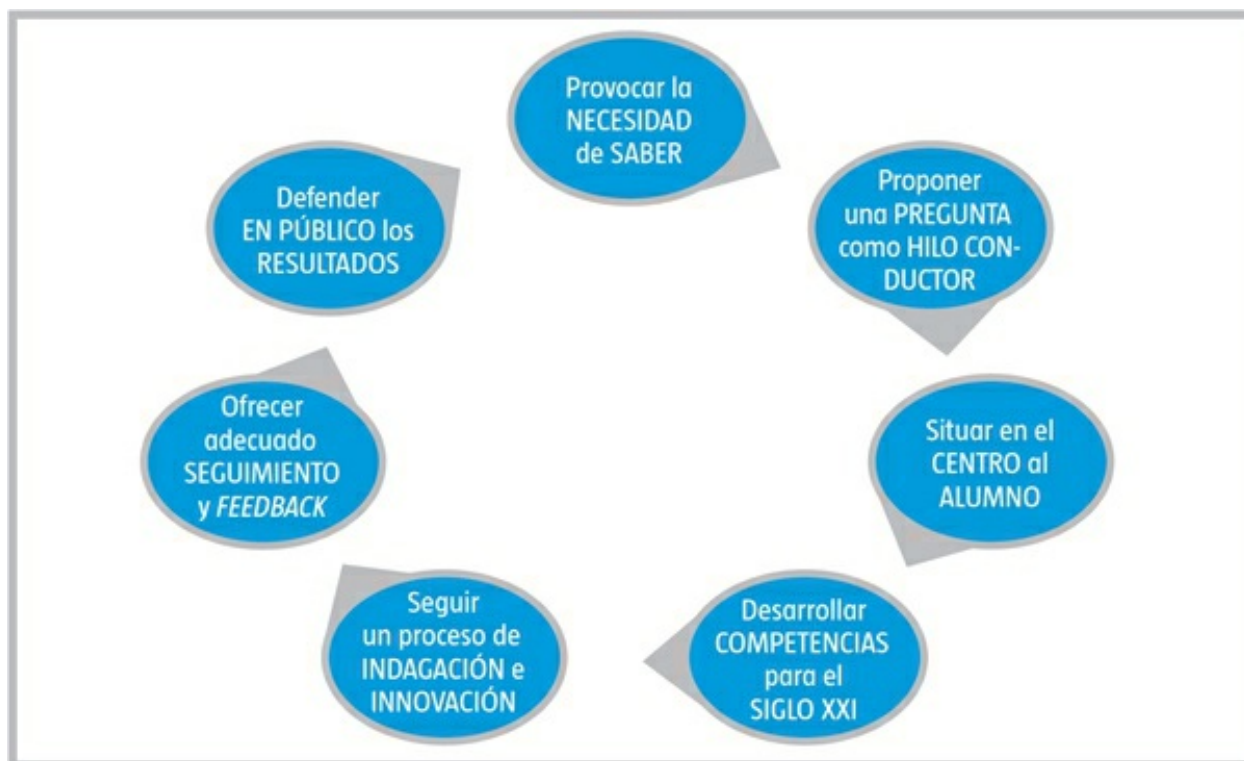 Provocar la
NECESIDAD
de SABER
Proponer
una PREGUNTA
como HILO CON-
DUCTOR
Situar en el
CENTRO al
ALUMNO
Desarrollar
COMPETENCIAS
para el
SIGLO XXI
Seguir
un proceso de
INDAGACIÓN e
INNOVACIÓN
Ofrecer
adecuado
SEGUIMIENTO
y FEEDBACK
Defender
EN PÚBLICO los
RESULTADOS